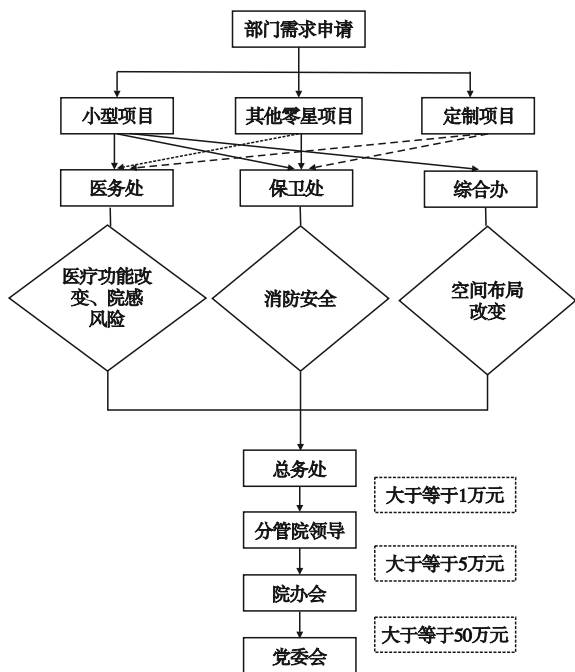 部门需求申请
小型项目
其他零星项目
定制项目
医务处
保卫处
综合办
医疗功能改
变、院感
风险
消防安全
空间布局
改变
总务处
大于等于1万元
分管院领导
大于等于5万元
院办会
大于等于50万元
党委会